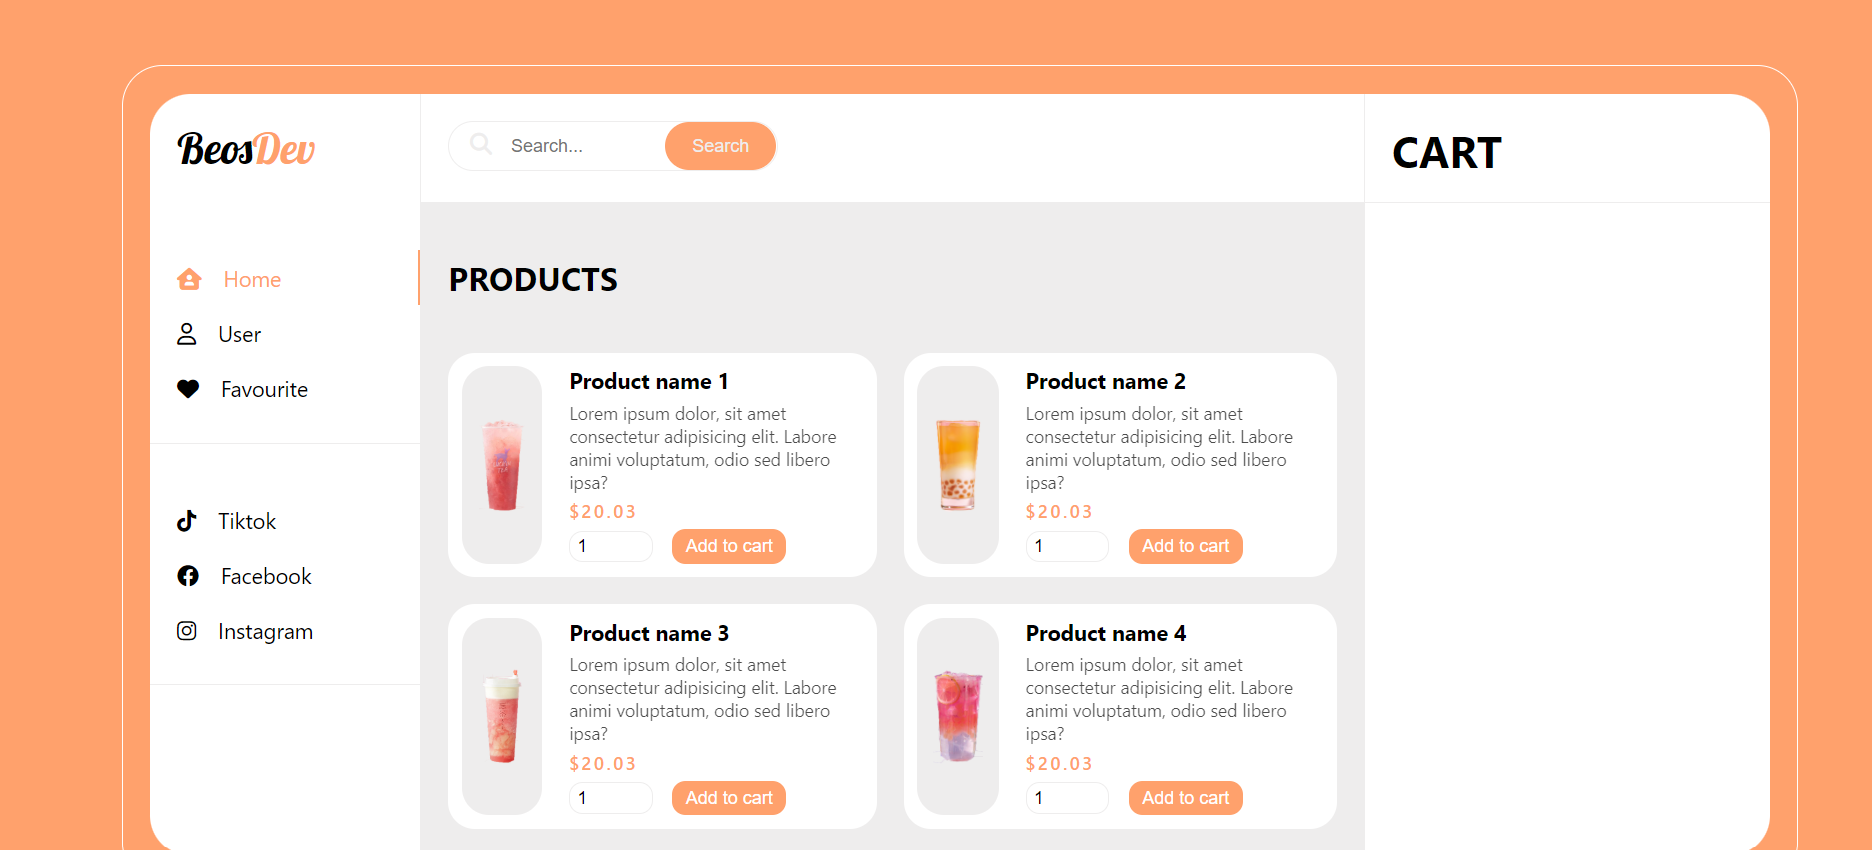 BeosDev
Search...
Search
CART
Home
User
Favourite
Tiktok
Facebook
Instagram
PRODUCTS
Product name 1
Lorem ipsum dolor, sit amet
consectetur adipisicing elit. Labore
animi voluptatum, odio sed libero
ipsa?
$20.03
1
Add to cart
Product name 2
Lorem ipsum dolor, sit amet
consectetur adipisicing elit. Labore
animi voluptatum, odio sed libero
ipsa?
$20.03
1
Add to cart
Product name 3
Lorem ipsum dolor, sit amet
consectetur adipisicing elit. Labore
animi voluptatum, odio sed libero
ipsa?
$20.03
1
Add to cart
Product name 4
Lorem ipsum dolor, sit amet
consectetur adipisicing elit. Labore
animi voluptatum, odio sed libero
ipsa?
$20.03
1
Add to cart